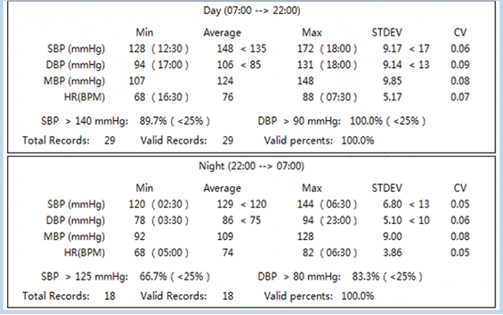 Day (07:00 --> 22:00)
Min Average Max STDEV CV
SBP (mmHg) 128 ( 12:30 ) 148 < 135 172 ( 18:00 ) 9.17 < 17 0.06
DBP (mmHg) 94 ( 17:00 ) 106 < 85 131 ( 18:00 ) 9.14 < 13 0.09
MBP (mmHg) 107 124 148 9.85 0.08
HR(BPM) 68 ( 16:30 ) 76 88 ( 07:30 ) 5.17 0.07
SBP > 140 mmHg: 89.7% ( <25% ) DBP > 90 mmHg: 100.0% ( <25% )
Total Records: 29 Valid Records: 29 Valid percents: 100.0%
Night (22:00 --> 07:00)
Min Average Max STDEV CV
SBP (mmHg) 120 ( 02:30 ) 129 < 120 144 ( 06:30 ) 6.80 < 13 0.05
DBP (mmHg) 78 ( 03:30 ) 86 < 75 94 ( 23:00 ) 5.10 < 10 0.06
MBP (mmHg) 92 109 128 9.00 0.08
HR(BPM) 68 ( 05:00 ) 74 82 ( 06:30 ) 3.86 0.05
SBP > 125 mmHg: 66.7% ( <25% ) DBP > 80 mmHg: 83.3% ( <25% )
Total Records: 18 Valid Records: 18 Valid percents: 100.0%